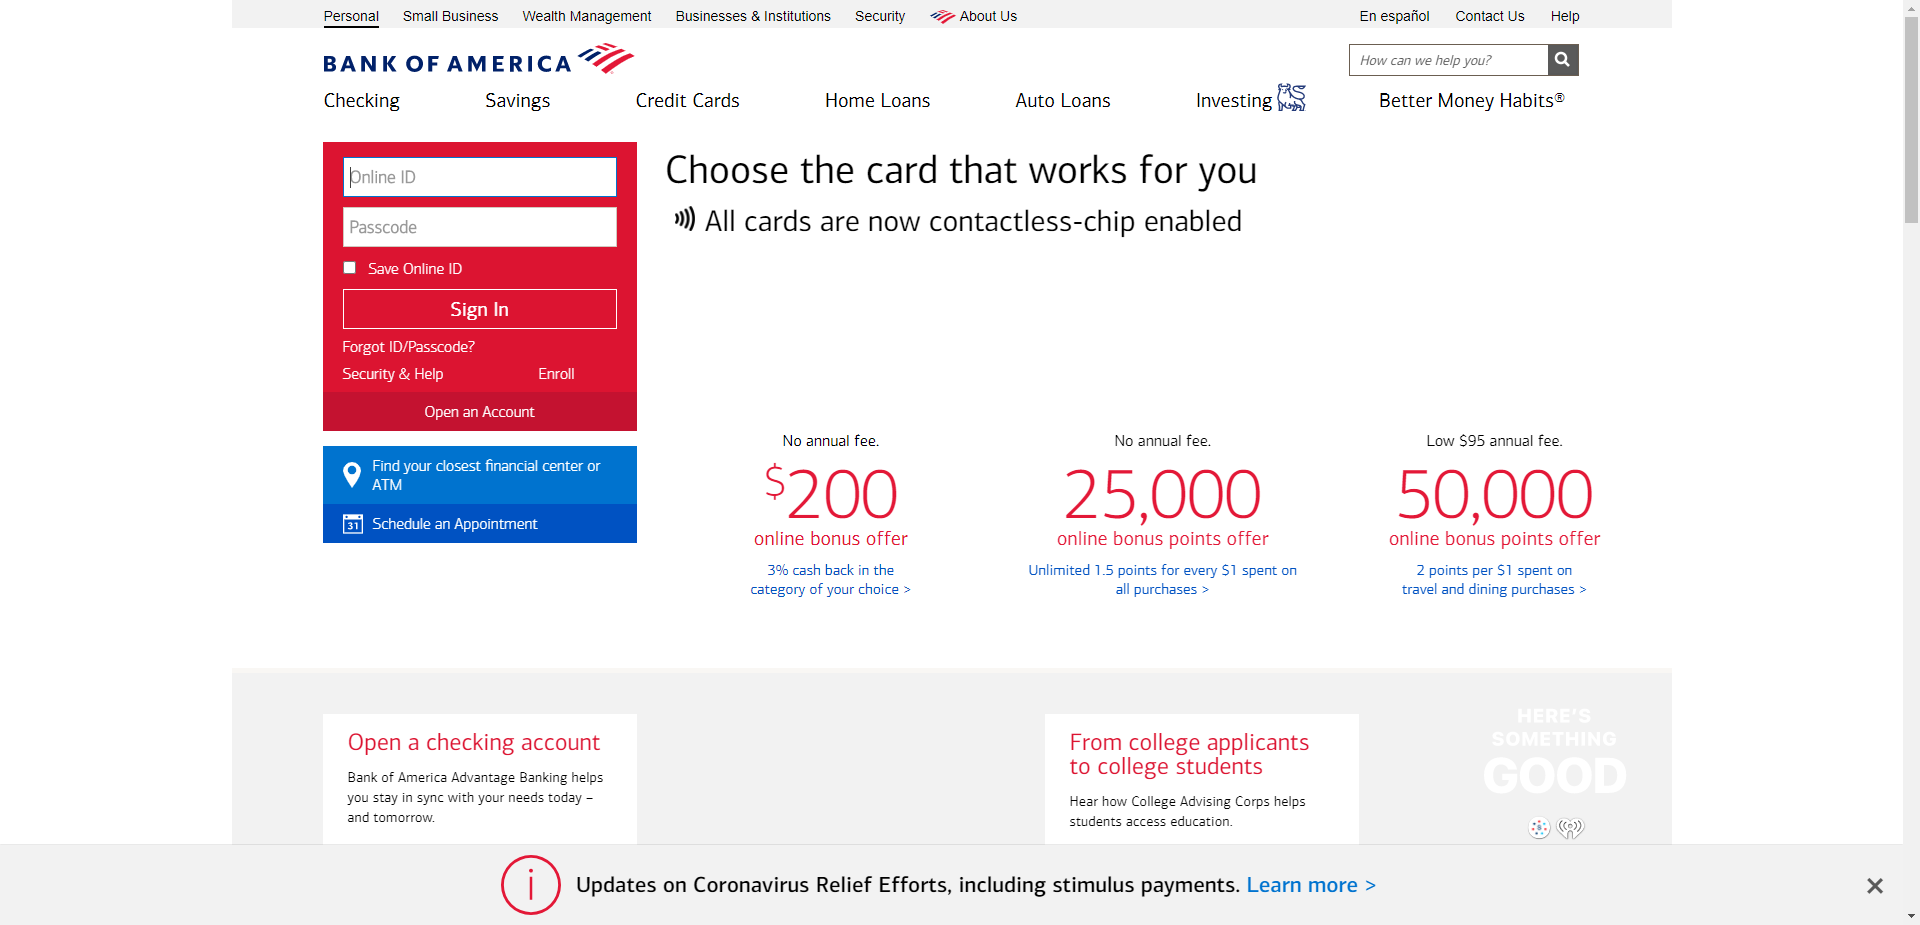 Personal Small Business Wealth Management Businesses & Institutions Security About Us En español Contact Us Help
BANK OF AMERICA
How can we help you?
Checking Savings Credit Cards Home Loans Auto Loans Investing Better Money Habits®
Online ID
Passcode
Save Online ID
Sign In
Forgot ID/Passcode?
Security & Help Enroll
Open an Account
Find your closest financial center or
ATM
31 Schedule an Appointment
Choose the card that works for you
All cards are now contactless-chip enabled
No annual fee.
$200
online bonus offer
3% cash back in the
category of your choice >
No annual fee.
25,000
online bonus points offer
Unlimited 1.5 points for every $1 spent on
all purchases >
Low $95 annual fee.
50,000
online bonus points offer
2 points per $1 spent on
travel and dining purchases >
Open a checking account
Bank of America Advantage Banking helps
you stay in sync with your needs today –
and tomorrow.
From college applicants
to college students
Hear how College Advising Corps helps
students access education.
HERE'S
SOMETHING
GOOD
Updates on Coronavirus Relief Efforts, including stimulus payments. Learn more >